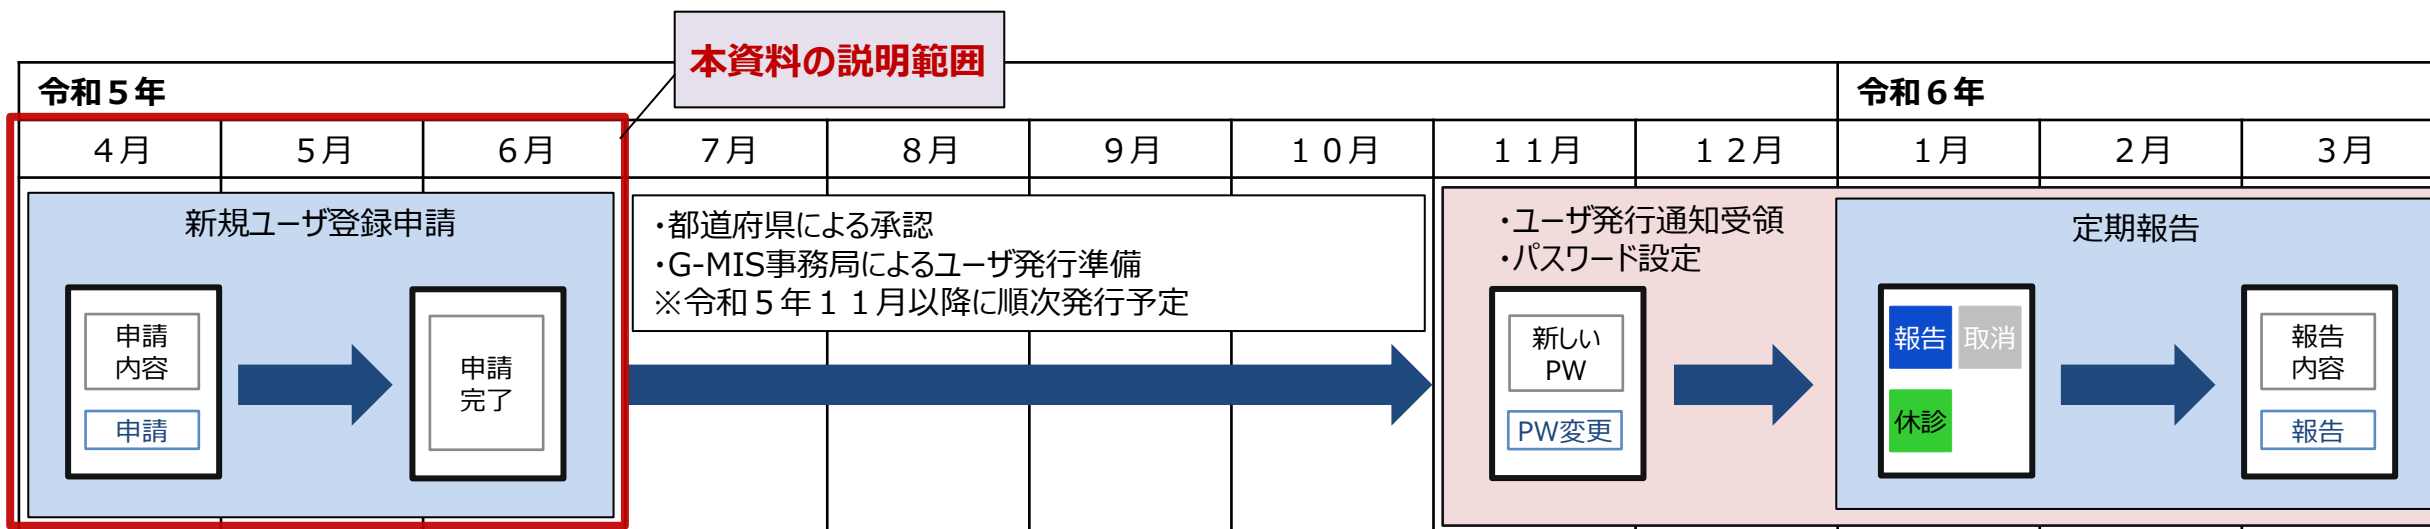 本資料の説明範囲
令和５年
令和６年
４月
５月
６月
７月
８月
９月
１０月
１１月
１２月
１月
２月
３月
新規ユーザ登録申請
申請
内容
申請
申請
完了
・都道府県による承認
・G-MIS事務局によるユーザ発行準備
※令和５年１１月以降に順次発行予定
・ユーザ発行通知受領
・パスワード設定
新しい
PW
PW変更
定期報告
報告
取消
休診
報告
内容
報告